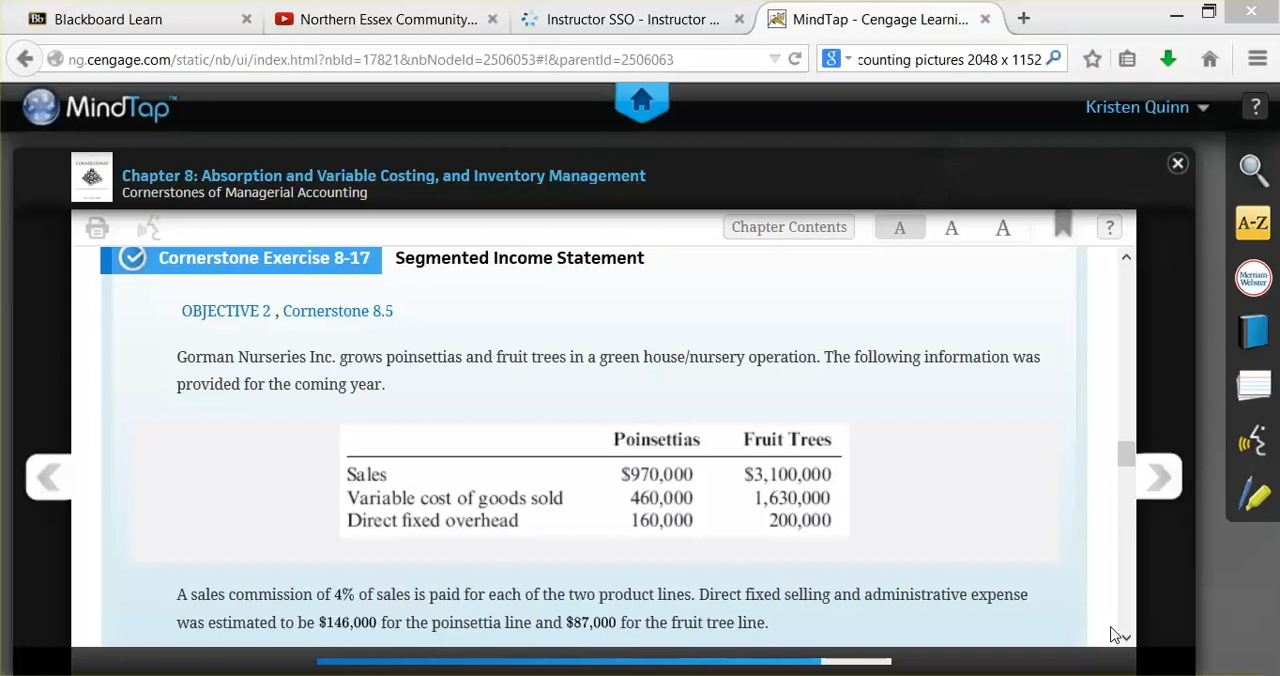 Bb Blackboard Learn
Northern Essex Community...
Instructor SSO - Instructor ...
MindTap - Cengage Learni...
ng.cengage.com/static/nb/ui/index.html?nbId=17821&nbNodeId=2506053#!&parentId=2506063
8
counting pictures 2048 x 1152
MindTap™
Kristen Quinn
?
Chapter 8: Absorption and Variable Costing, and Inventory Management
Cornerstones of Managerial Accounting
Chapter Contents A A A ?
A-Z
Merriam-Webster
Cornerstone Exercise 8-17 Segmented Income Statement
OBJECTIVE 2 , Cornerstone 8.5
Gorman Nurseries Inc. grows poinsettias and fruit trees in a green house/nursery operation. The following information was
provided for the coming year.
Poinsettias Fruit Trees
Sales $970,000 $3,100,000
Variable cost of goods sold 460,000 1,630,000
Direct fixed overhead 160,000 200,000
A sales commission of 4% of sales is paid for each of the two product lines. Direct fixed selling and administrative expense
was estimated to be $146,000 for the poinsettia line and $87,000 for the fruit tree line.